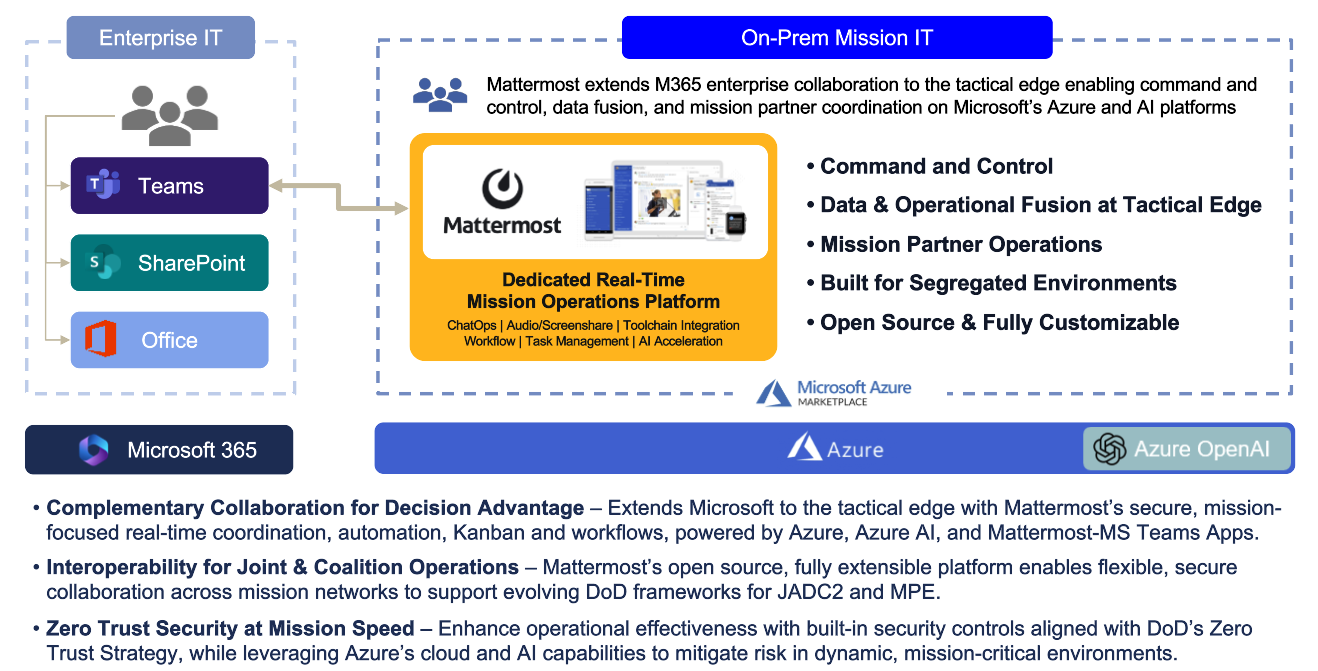 Enterprise IT
On-Prem Mission IT
Mattermost extends M365 enterprise collaboration to the tactical edge enabling command and
control, data fusion, and mission partner coordination on Microsoft's Azure and AI platforms
Teams
SharePoint
Office
Mattermost
Dedicated Real-Time
Mission Operations Platform
ChatOps | Audio/Screenshare | Toolchain Integration
Workflow | Task Management | AI Acceleration
• Command and Control
• Data & Operational Fusion at Tactical Edge
• Mission Partner Operations
• Built for Segregated Environments
• Open Source & Fully Customizable
Microsoft Azure
MARKETPLACE
Microsoft 365
Azure
Azure OpenAI
• Complementary Collaboration for Decision Advantage – Extends Microsoft to the tactical edge with Mattermost's secure, mission-
focused real-time coordination, automation, Kanban and workflows, powered by Azure, Azure AI, and Mattermost-MS Teams Apps.
• Interoperability for Joint & Coalition Operations – Mattermost's open source, fully extensible platform enables flexible, secure
collaboration across mission networks to support evolving DoD frameworks for JADC2 and MPE.
• Zero Trust Security at Mission Speed – Enhance operational effectiveness with built-in security controls aligned with DoD's Zero
Trust Strategy, while leveraging Azure's cloud and AI capabilities to mitigate risk in dynamic, mission-critical environments.